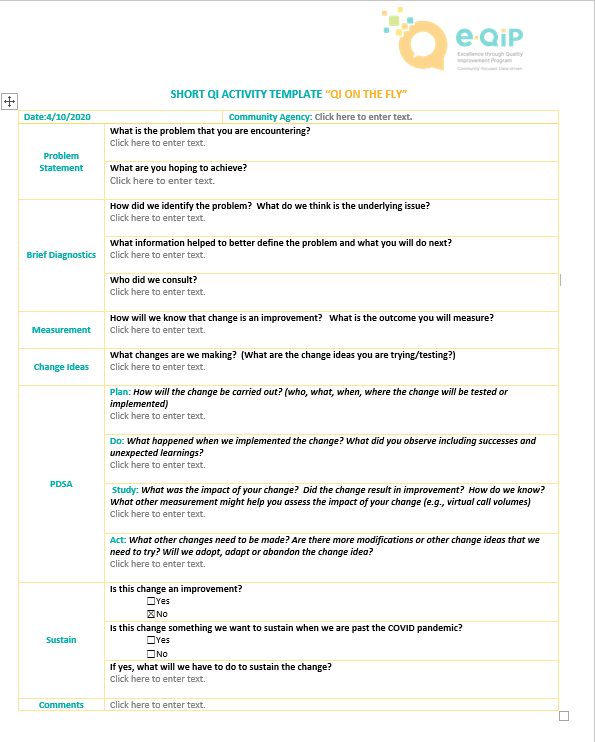 e-QiP
Excellence through Quality
Improvement Program
Community-focused. Data-driven.
SHORT QI ACTIVITY TEMPLATE “QI ON THE FLY”
Date:4/10/2020
Community Agency: Click here to enter text.
Problem
Statement
What is the problem that you are encountering?
Click here to enter text.
What are you hoping to achieve?
Click here to enter text.
Brief Diagnostics
How did we identify the problem?  What do we think is the underlying issue?
Click here to enter text.
What information helped to better define the problem and what you will do next?
Click here to enter text.
Who did we consult?
Click here to enter text.
Measurement
How will we know that change is an improvement?   What is the outcome you will measure?
Click here to enter text.
Change Ideas
What changes are we making?  (What are the change ideas you are trying/testing?)
Click here to enter text.
PDSA
Plan: How will the change be carried out? (who, what, when, where the change will be tested or
implemented)
Click here to enter text.
Do: What happened when we implemented the change? What did you observe including successes and
unexpected learnings?
Click here to enter text.
Study: What was the impact of your change?  Did the change result in improvement?  How do we know?
What other measurement might help you assess the impact of your change (e.g., virtual call volumes)
Click here to enter text.
Act: What other changes need to be made? Are there more modifications or other change ideas that we
need to try? Will we adopt, adapt or abandon the change idea?
Click here to enter text.
Sustain
Is this change an improvement?
☐Yes
☒No
Is this change something we want to sustain when we are past the COVID pandemic?
☐Yes
☐No
If yes, what will we have to do to sustain the change?
Click here to enter text.
Comments
Click here to enter text.